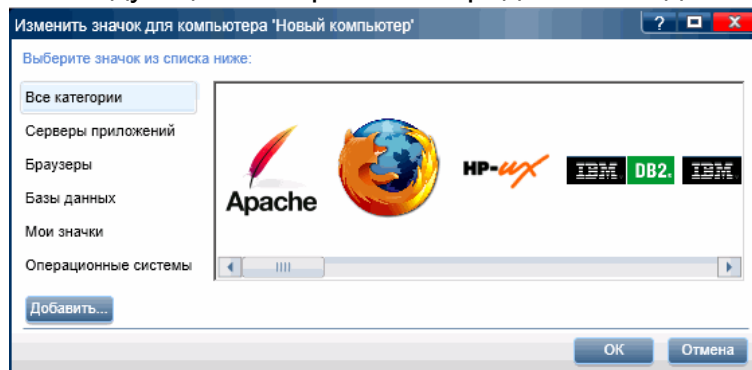 Изменить значок для компьютера 'Новый компьютер'
?
X
Выберите значок из списка ниже:
Все категории
Серверы приложений
Браузеры
Базы данных
Мои значки
Операционные системы
Apache
HP-ux
IBM. DB2.
IBM.
Добавить...
ОК
Отмена